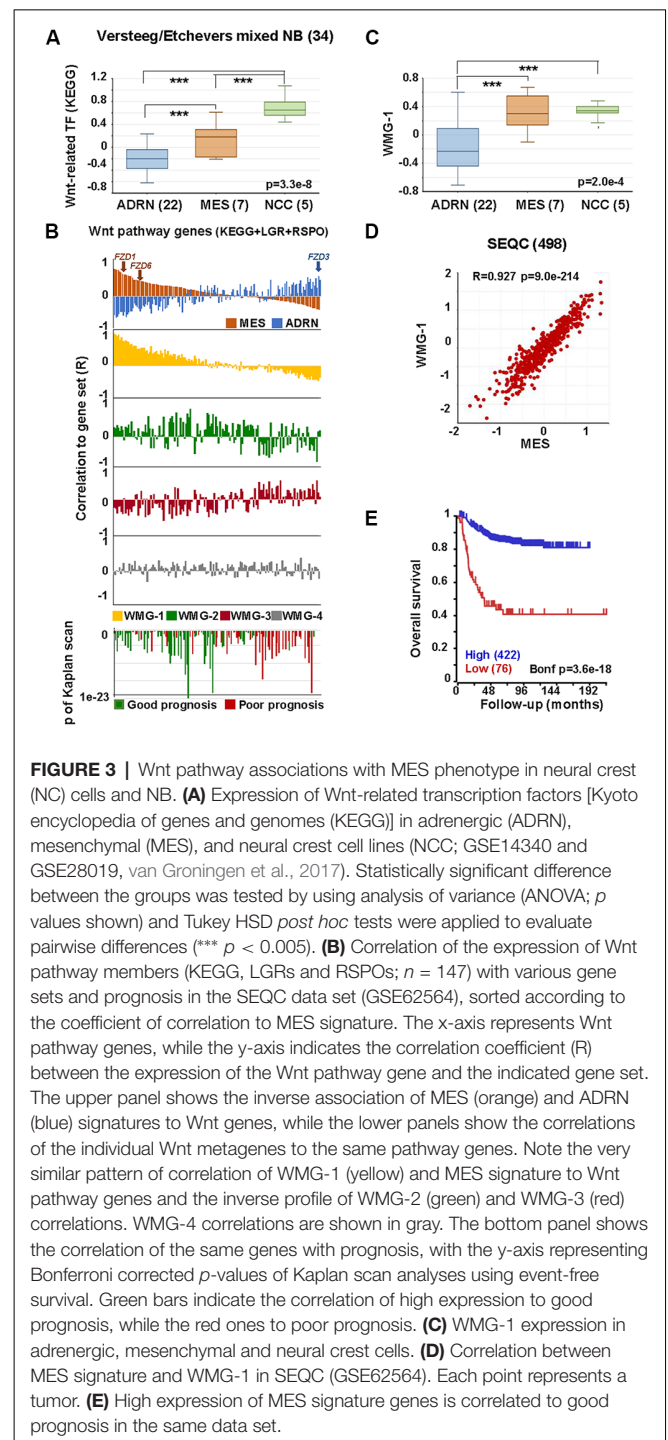 A
Versteeg/Etchevers mixed NB (34)
Wnt-related TF (KEGG)
1.2
0.8
0.4
0
-0.4
-0.8
***
***
***
p=3.3e-8
ADRN (22) MES (7) NCC (5)
C
WMG-1
0.8
0.4
0
-0.4
-0.8
***
***
p=2.0e-4
ADRN (22) MES (7) NCC (5)
B
Wnt pathway genes (KEGG+LGR+RSPO)
FZD1
FZD6
FZD3
Correlation to gene set (R)
1
0
-1
MES ADRN
1
0
-1
1
0
-1
1
0
-1
1
0
-1
WMG-1 WMG-2 WMG-3 WMG-4
p of Kaplan scan
0
1e-23
Good prognosis Poor prognosis
D
SEQC (498)
R=0.927 p=9.0e-214
WMG-1
2
1
0
-1
-2
-2 -1 0 1
MES
E
Overall survival
1
0.8
0.6
0.4
0.2
0
High (422)
Low (76) Bonf p=3.6e-18
0 48 96 144 192
Follow-up (months)
FIGURE 3 | Wnt pathway associations with MES phenotype in neural crest
(NC) cells and NB. (A) Expression of Wnt-related transcription factors [Kyoto
encyclopedia of genes and genomes (KEGG)] in adrenergic (ADRN),
mesenchymal (MES), and neural crest cell lines (NCC; GSE14340 and
GSE28019, van Groningen et al., 2017). Statistically significant difference
between the groups was tested by using analysis of variance (ANOVA; p
values shown) and Tukey HSD post hoc tests were applied to evaluate
pairwise differences (*** p < 0.005). (B) Correlation of the expression of Wnt
pathway members (KEGG, LGRs and RSPOs; n = 147) with various gene
sets and prognosis in the SEQC data set (GSE62564), sorted according to
the coefficient of correlation to MES signature. The x-axis represents Wnt
pathway genes, while the y-axis indicates the correlation coefficient (R)
between the expression of the Wnt pathway gene and the indicated gene set.
The upper panel shows the inverse association of MES (orange) and ADRN
(blue) signatures to Wnt genes, while the lower panels show the correlations
of the individual Wnt metagenes to the same pathway genes. Note the very
similar pattern of correlation of WMG-1 (yellow) and MES signature to Wnt
pathway genes and the inverse profile of WMG-2 (green) and WMG-3 (red)
correlations. WMG-4 correlations are shown in gray. The bottom panel shows
the correlation of the same genes with prognosis, with the y-axis representing
Bonferroni corrected p-values of Kaplan scan analyses using event-free
survival. Green bars indicate the correlation of high expression to good
prognosis, while the red ones to poor prognosis. (C) WMG-1 expression in
adrenergic, mesenchymal and neural crest cells. (D) Correlation between
MES signature and WMG-1 in SEQC (GSE62564). Each point represents a
tumor. (E) High expression of MES signature genes is correlated to good
prognosis in the same data set.